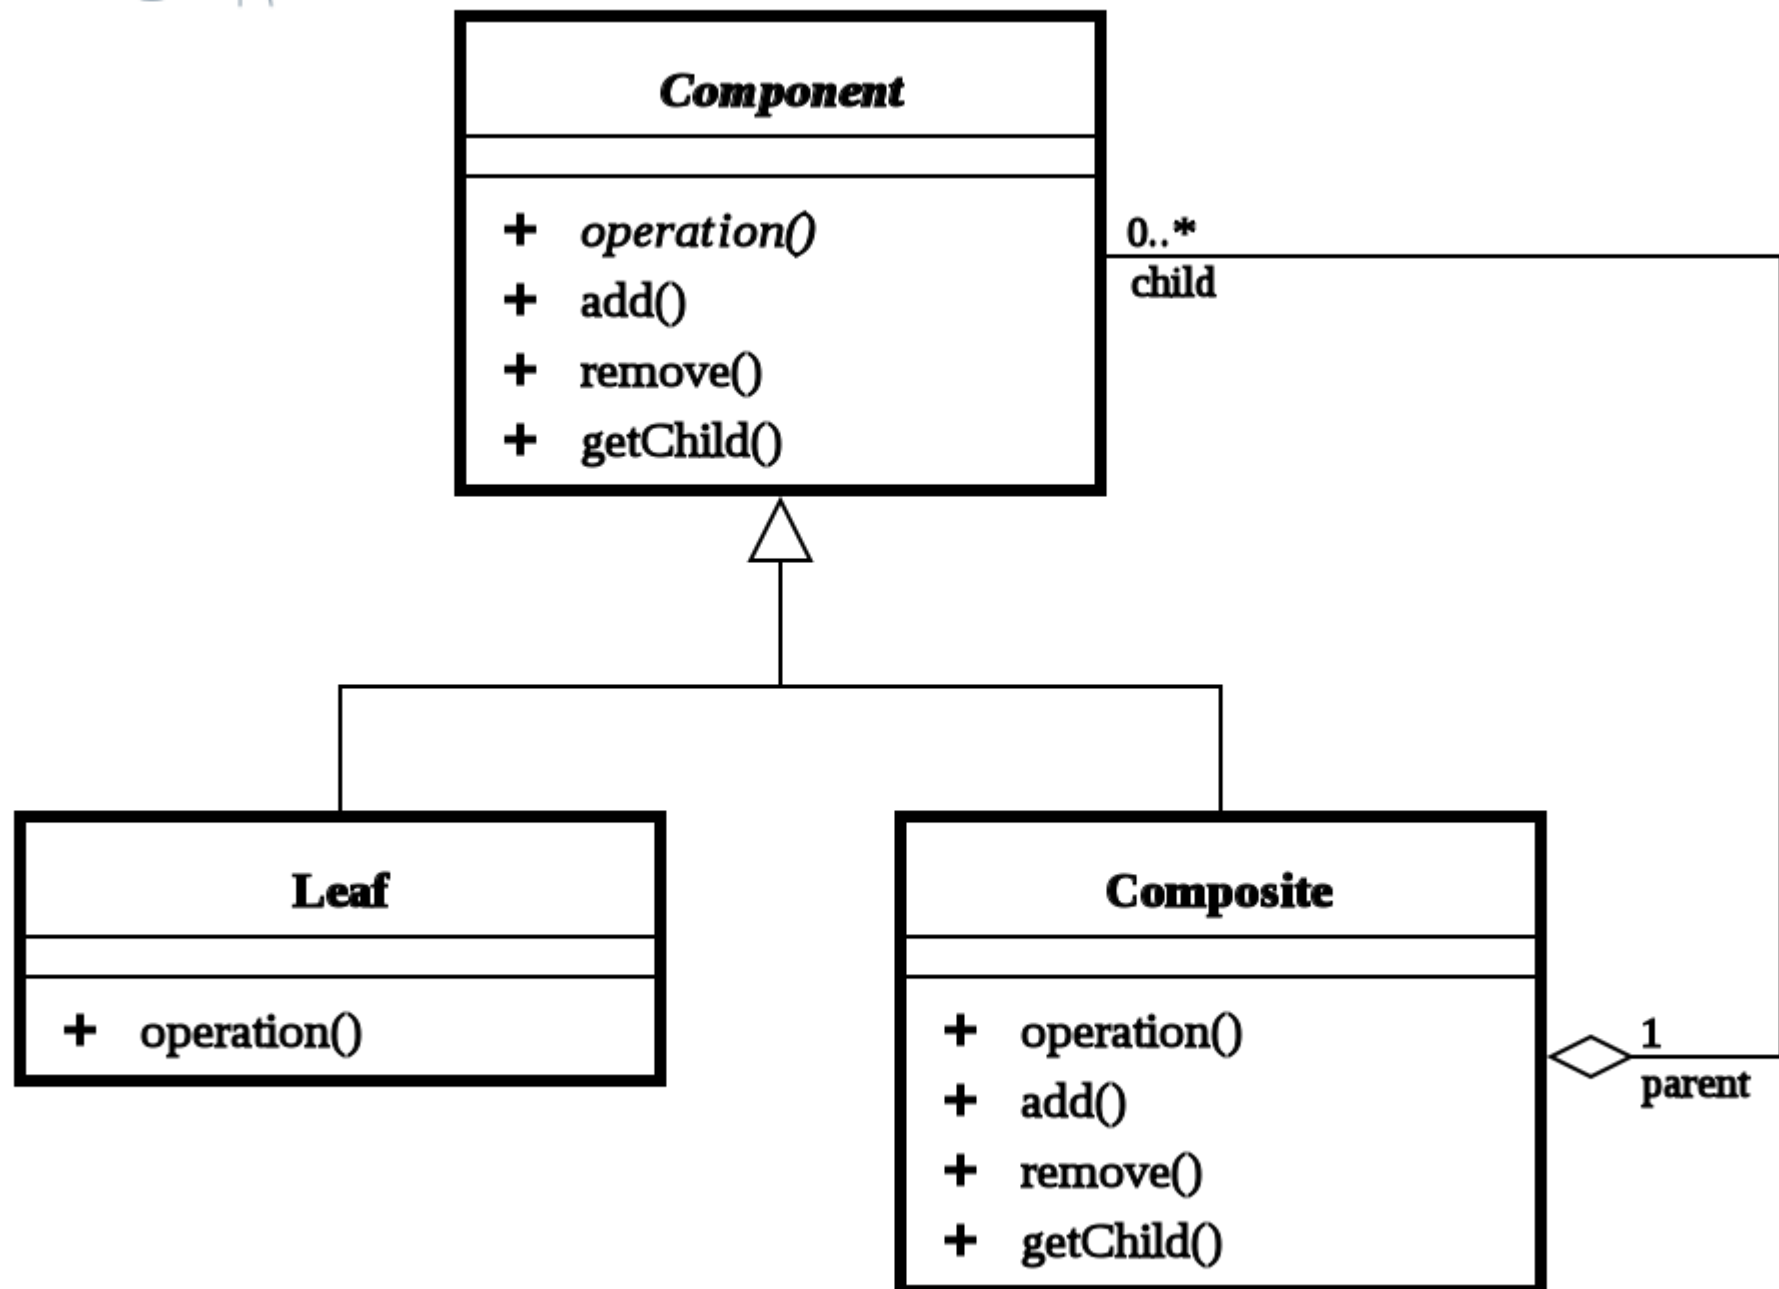 Component
+ operation()
+ add()
+ remove()
+ getChild()
0..*
child
Leaf
+ operation()
Composite
+ operation()
+ add()
+ remove()
+ getChild()
1
parent